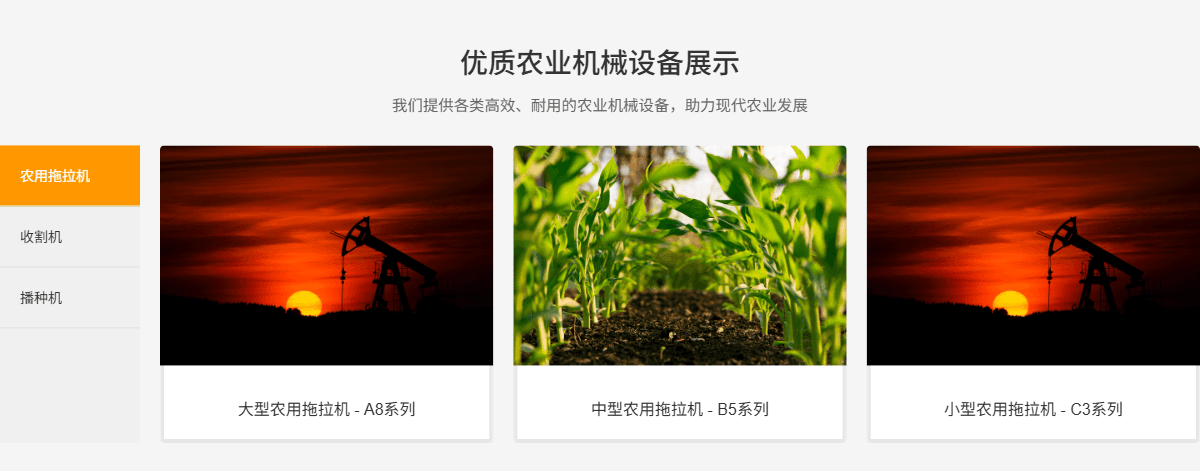 优质农业机械设备展示
我们提供各类高效、耐用的农业机械设备，助力现代农业发展
农用拖拉机
收割机
播种机
大型农用拖拉机 - A8系列
中型农用拖拉机 - B5系列
小型农用拖拉机 - C3系列